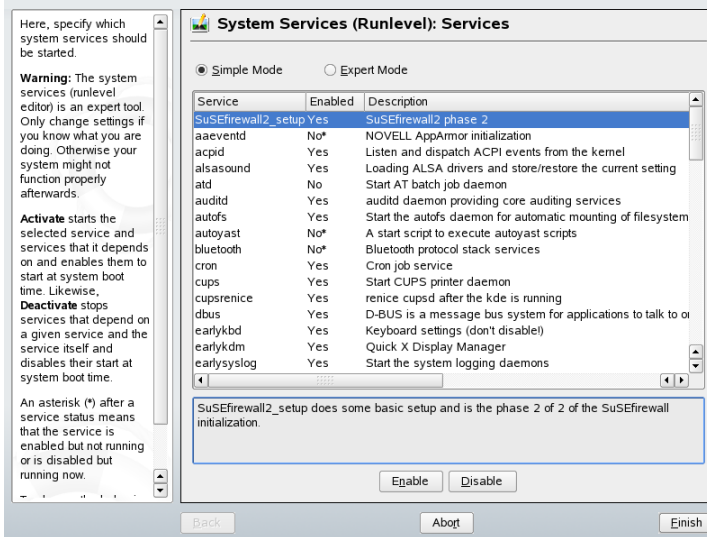 Here, specify which
system services should
be started.
Warning: The system
services (runlevel
editor) is an expert tool.
Only change settings if
you know what you are
doing. Otherwise your
system might not
function properly
afterwards.
Activate starts the
selected service and
services that it depends
on and enables them to
start at system boot
time. Likewise,
Deactivate stops
services that depend on
a given service and the
service itself and
disables their start at
system boot time.
An asterisk (*) after a
service status means
that the service is
enabled but not running
or is disabled but
running now.
System Services (Runlevel): Services
Simple Mode Expert Mode
Service Enabled Description
SuSEfirewall2_setup Yes SuSEfirewall2 phase 2
aaeventd No* NOVELL AppArmor initialization
acpid Yes Listen and dispatch ACPI events from the kernel
alsasound Yes Loading ALSA drivers and store/restore the current setting
atd No Start AT batch job daemon
auditd Yes auditd daemon providing core auditing services
autofs Yes Start the autofs daemon for automatic mounting of filesystem
autoyast No* A start script to execute autoyast scripts
bluetooth No* Bluetooth protocol stack services
cron Yes Cron job service
cups Yes Start CUPS printer daemon
cupsrenice Yes renice cupsd after the kde is running
dbus Yes D-BUS is a message bus system for applications to talk to
earlykbd Yes Keyboard settings (don't disable!)
earlykdm Yes Quick X Display Manager
earlysyslog Yes Start the system logging daemons
SuSEfirewall2_setup does some basic setup and is the phase 2 of 2 of the SuSEfirewall
initialization.
Enable Disable
Back Abort Finish